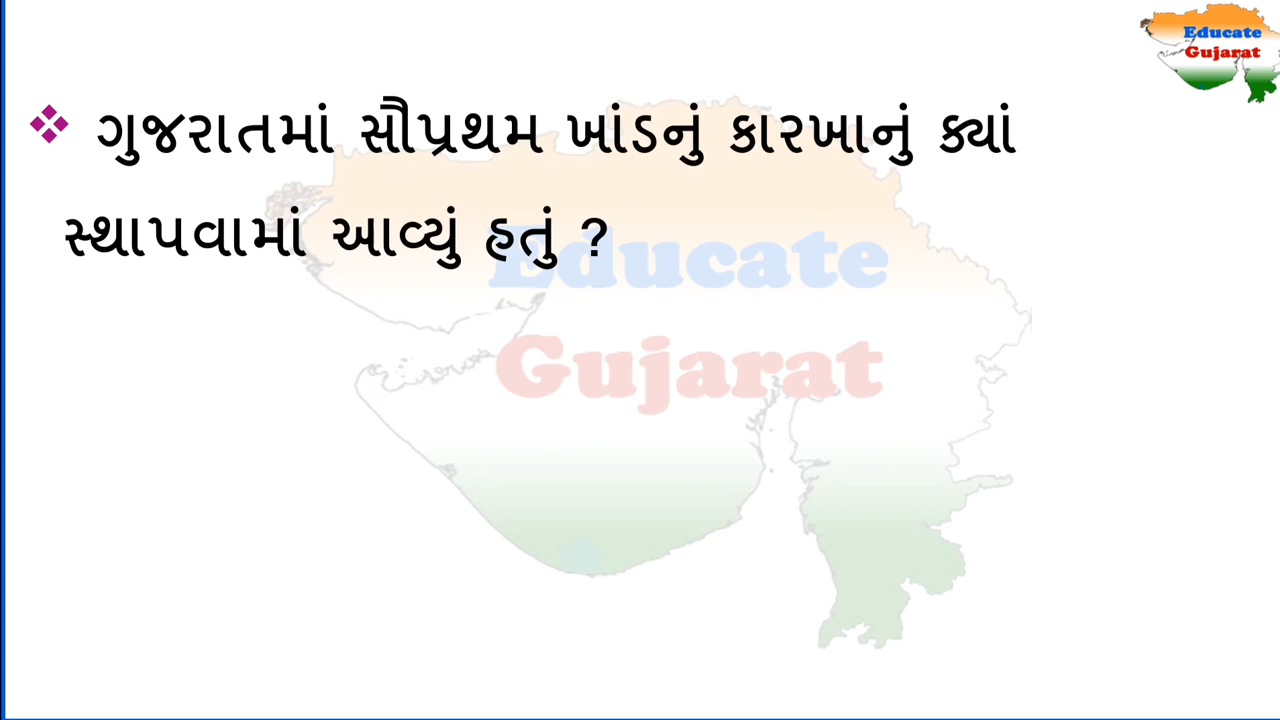 Educate
Gujarat
❖ ગુજરાતમાં સૌપ્રથમ ખાંડનું કારખાનું ક્યાં
સ્થાપવામાં આવ્યું હતું ?
Educate
Gujarat